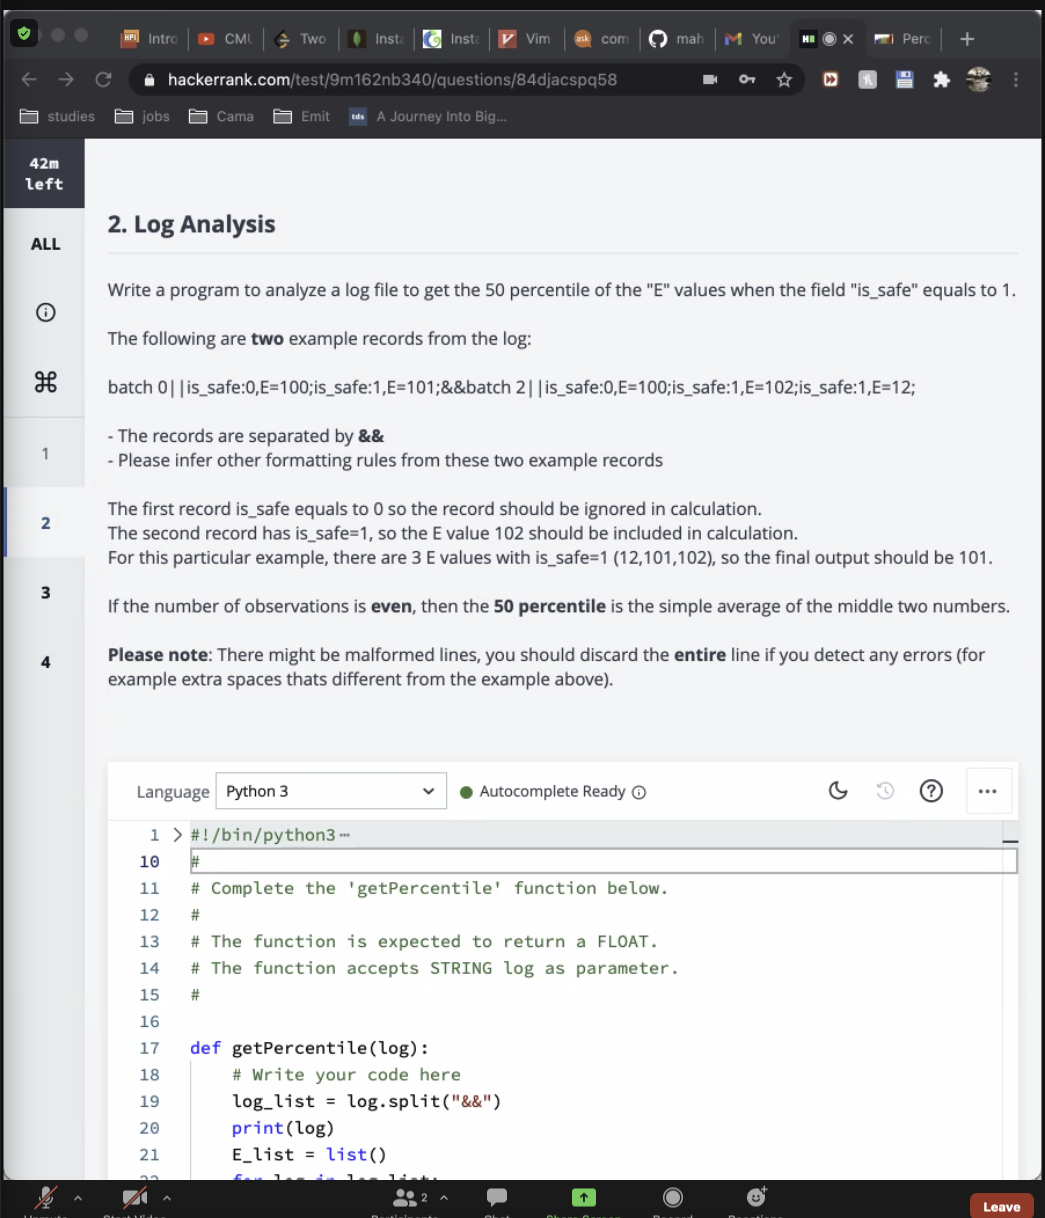 Intro
CMU
Two
Insta
Insta
Vim
ask
com
mah
You'
Perc
hackerrank.com/test/9m162nb340/questions/84djacspq58
studies
jobs
Cama
Emit
tds
A Journey Into Big...
42m
left
ALL
1
2
3
4
2. Log Analysis
Write a program to analyze a log file to get the 50 percentile of the "E" values when the field "is_safe" equals to 1.
The following are two example records from the log:
batch 0||is_safe:0,E=100;is_safe:1,E=101;&&batch 2||is_safe:0,E=100;is_safe:1,E=102;is_safe:1,E=12;
- The records are separated by &&
- Please infer other formatting rules from these two example records
The first record is_safe equals to 0 so the record should be ignored in calculation.
The second record has is_safe=1, so the E value 102 should be included in calculation.
For this particular example, there are 3 E values with is_safe=1 (12,101,102), so the final output should be 101.
If the number of observations is even, then the 50 percentile is the simple average of the middle two numbers.
Please note: There might be malformed lines, you should discard the entire line if you detect any errors (for
example extra spaces thats different from the example above).
Language
Python 3
Autocomplete Ready
1 #!/bin/python3
10 #
11 # Complete the 'getPercentile' function below.
12 #
13 # The function is expected to return a FLOAT.
14 # The function accepts STRING log as parameter.
15 #
16
17 def getPercentile(log):
18 # Write your code here
19 log_list = log.split("&&")
20 print(log)
21 E_list = list()
2
Leave